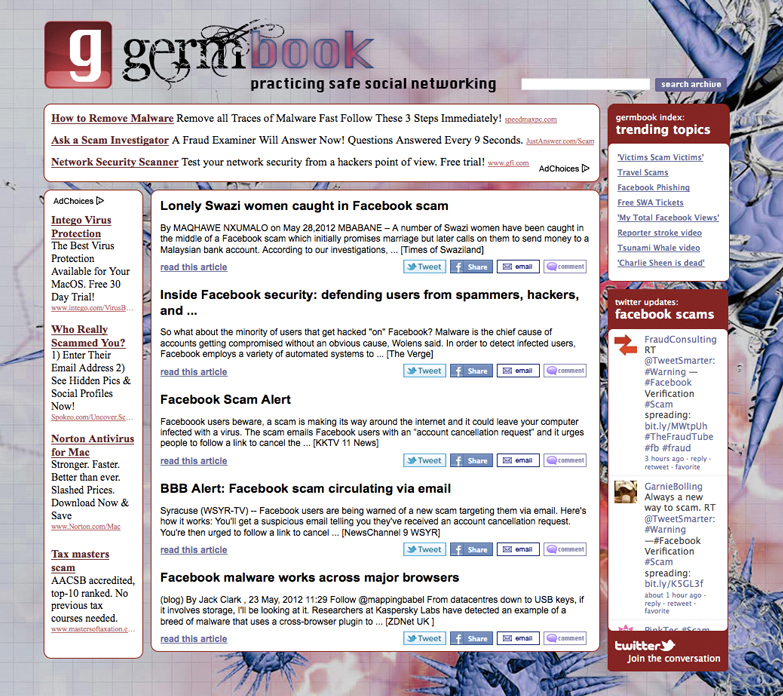 g germbook
practicing safe social networking
search archive
How to Remove Malware Remove all Traces of Malware Fast Follow These 3 Steps Immediately! speedmaxpc.com
Ask a Scam Investigator A Fraud Examiner Will Answer Now! Questions Answered Every 9 Seconds. JustAnswer.com/Scam
Network Security Scanner Test your network security from a hackers point of view. Free trial! www.gfi.com
AdChoices
AdChoices
Intego Virus
Protection
The Best Virus
Protection
Available for Your
MacOS. Free 30
Day Trial!
www.intego.com/VirusB...
Who Really
Scammed You?
1) Enter Their
Email Address 2)
See Hidden Pics &
Social Profiles
Now!
Spokeo.com/Uncover.Sc...
Norton Antivirus
for Mac
Stronger. Faster.
Better than ever.
Slashed Prices.
Download Now &
Save
www.Norton.com/Mac
Tax masters
scam
AACSB accredited,
top-10 ranked. No
previous tax
courses needed.
www.mastersoftaxation.c...
Lonely Swazi women caught in Facebook scam
By MAQHAWE NXUMALO on May 28,2012 MBABANE – A number of Swazi women have been caught in
the middle of a Facebook scam which initially promises marriage but later calls on them to send money to a
Malaysian bank account. According to our investigations, ... [Times of Swaziland]
read this article Tweet Share email comment
Inside Facebook security: defending users from spammers, hackers,
and ...
So what about the minority of users that get hacked "on" Facebook? Malware is the chief cause of
accounts getting compromised without an obvious cause, Wolens said. In order to detect infected users,
Facebook employs a variety of automated systems to ... [The Verge]
read this article Tweet Share email comment
Facebook Scam Alert
Facboook users beware, a scam is making its way around the internet and it could leave your computer
infected with a virus. The scam emails Facebook users with an “account cancellation request” and it urges
people to follow a link to cancel the ... [KKTV 11 News]
read this article Tweet Share email comment
BBB Alert: Facebook scam circulating via email
Syracuse (WSYR-TV) -- Facebook users are being warned of a new scam targeting them via email. Here's
how it works: You'll get a suspicious email telling you they've received an account cancellation request.
You're then urged to follow a link to cancel ... [NewsChannel 9 WSYR]
read this article Tweet Share email comment
Facebook malware works across major browsers
(blog) By Jack Clark , 23 May, 2012 11:29 Follow @mappingbabel From datacentres down to USB keys, if
it involves storage, I'll be looking at it. Researchers at Kaspersky Labs have detected an example of a
breed of malware that uses a cross-browser plugin to ... [ZDNet UK ]
read this article Tweet Share email comment
germbook index:
trending topics
'Victims Scam Victims'
Travel Scams
Facebook Phishing
Free SWA Tickets
'My Total Facebook Views'
Reporter stroke video
Tsunami Whale video
'Charlie Sheen is dead'
twitter updates:
facebook scams
FraudConsulting
RT
@TweetSmarter:
#Warning —
#Facebook
Verification
#Scam
spreading:
bit.ly/MWtpUh
#TheFraudTube
#fb #fraud
3 hours ago · reply ·
retweet · favorite
GarnieBolling
Always a new
way to scam. RT
@TweetSmarter:
#Warning
—#Facebook
Verification
#Scam
spreading:
bit.ly/K5GL3f
about 1 hour ago ·
reply · retweet ·
favorite
twitter
Join the conversation